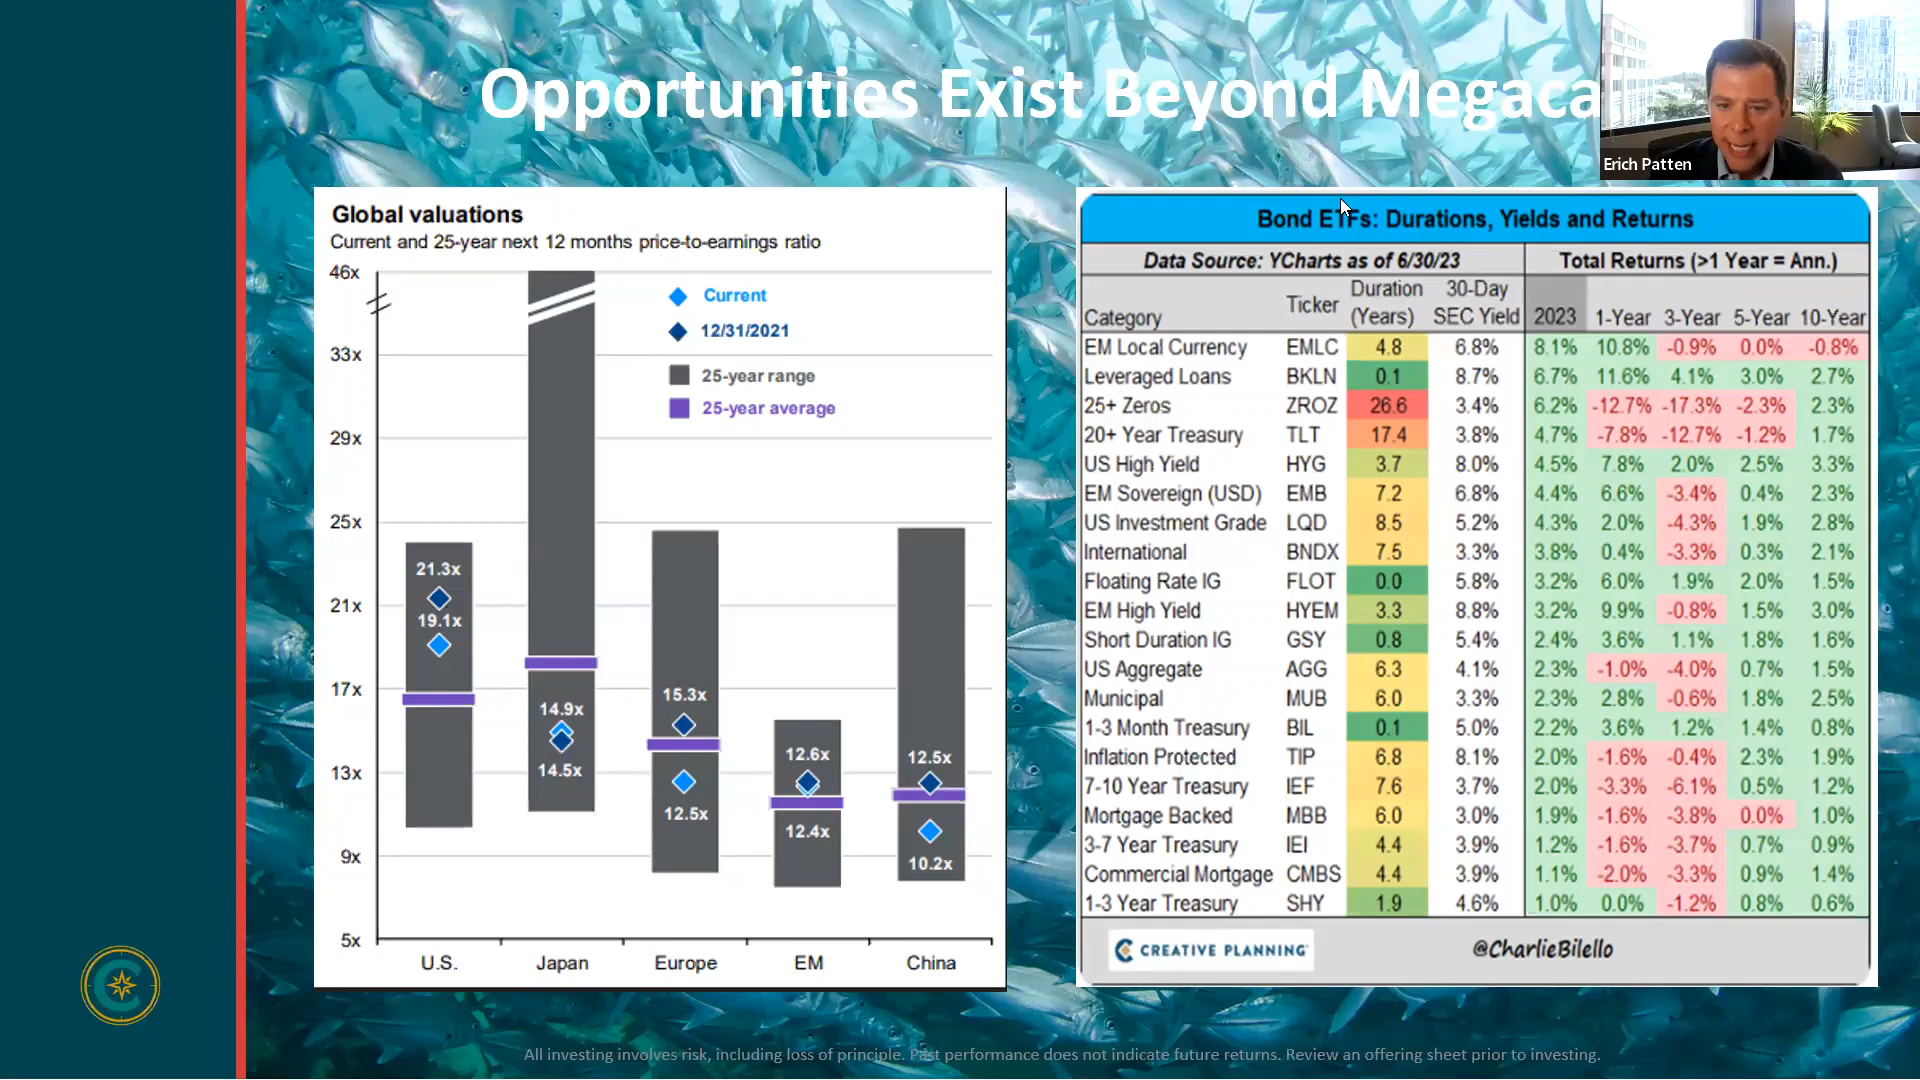 Opportunities Exist Beyond Megaca
Erich Patten
Global valuations
Current and 25-year next 12 months price-to-earnings ratio
46x
33x
29x
25x
21x
17x
13x
9x
5x
Current
12/31/2021
25-year range
25-year average
21.3x
19.1x
14.9x
14.5x
15.3x
12.5x
12.6x
12.4x
12.5x
10.2x
U.S. Japan Europe EM China
Bond ETFs: Durations, Yields and Returns
Data Source: YCharts as of 6/30/23 Total Returns (>1 Year = Ann.)
Category Ticker Duration (Years) 30-Day SEC Yield 2023 1-Year 3-Year 5-Year 10-Year
EM Local Currency EMLC 4.8 6.8% 8.1% 10.8% -0.9% 0.0% -0.8%
Leveraged Loans BKLN 0.1 8.7% 6.7% 11.6% 4.1% 3.0% 2.7%
25+ Zeros ZROZ 26.6 3.4% 6.2% -12.7% -17.3% -2.3% 2.3%
20+ Year Treasury TLT 17.4 3.8% 4.7% -7.8% -12.7% -1.2% 1.7%
US High Yield HYG 3.7 8.0% 4.5% 7.8% 2.0% 2.5% 3.3%
EM Sovereign (USD) EMB 7.2 6.8% 4.4% 6.6% -3.4% 0.4% 2.3%
US Investment Grade LQD 8.5 5.2% 4.3% 2.0% -4.3% 1.9% 2.8%
International BNDX 7.5 3.3% 3.8% 0.4% -3.3% 0.3% 2.1%
Floating Rate IG FLOT 0.0 5.8% 3.2% 6.0% 1.9% 2.0% 1.5%
EM High Yield HYEM 3.3 8.8% 3.2% 9.9% -0.8% 1.5% 3.0%
Short Duration IG GSY 0.8 5.4% 2.4% 3.6% 1.1% 1.8% 1.6%
US Aggregate AGG 6.3 4.1% 2.3% -1.0% -4.0% 0.7% 1.5%
Municipal MUB 6.0 3.3% 2.3% 2.8% -0.6% 1.8% 2.5%
1-3 Month Treasury BIL 0.1 5.0% 2.2% 3.6% 1.2% 1.4% 0.8%
Inflation Protected TIP 6.8 8.1% 2.0% -1.6% -0.4% 2.3% 1.9%
7-10 Year Treasury IEF 7.6 3.7% 2.0% -3.3% -6.1% 0.5% 1.2%
Mortgage Backed MBB 6.0 3.0% 1.9% -1.6% -3.8% 0.0% 1.0%
3-7 Year Treasury IEI 4.4 3.9% 1.2% -1.6% -3.7% 0.7% 0.9%
Commercial Mortgage CMBS 4.4 3.9% 1.1% -2.0% -3.3% 0.9% 1.4%
1-3 Year Treasury SHY 1.9 4.6% 1.0% 0.0% -1.2% 0.8% 0.6%
CREATIVE PLANNING
@CharlieBilello
All investing involves risk, including loss of principle. Past performance does not indicate future returns. Review an offering sheet prior to investing.